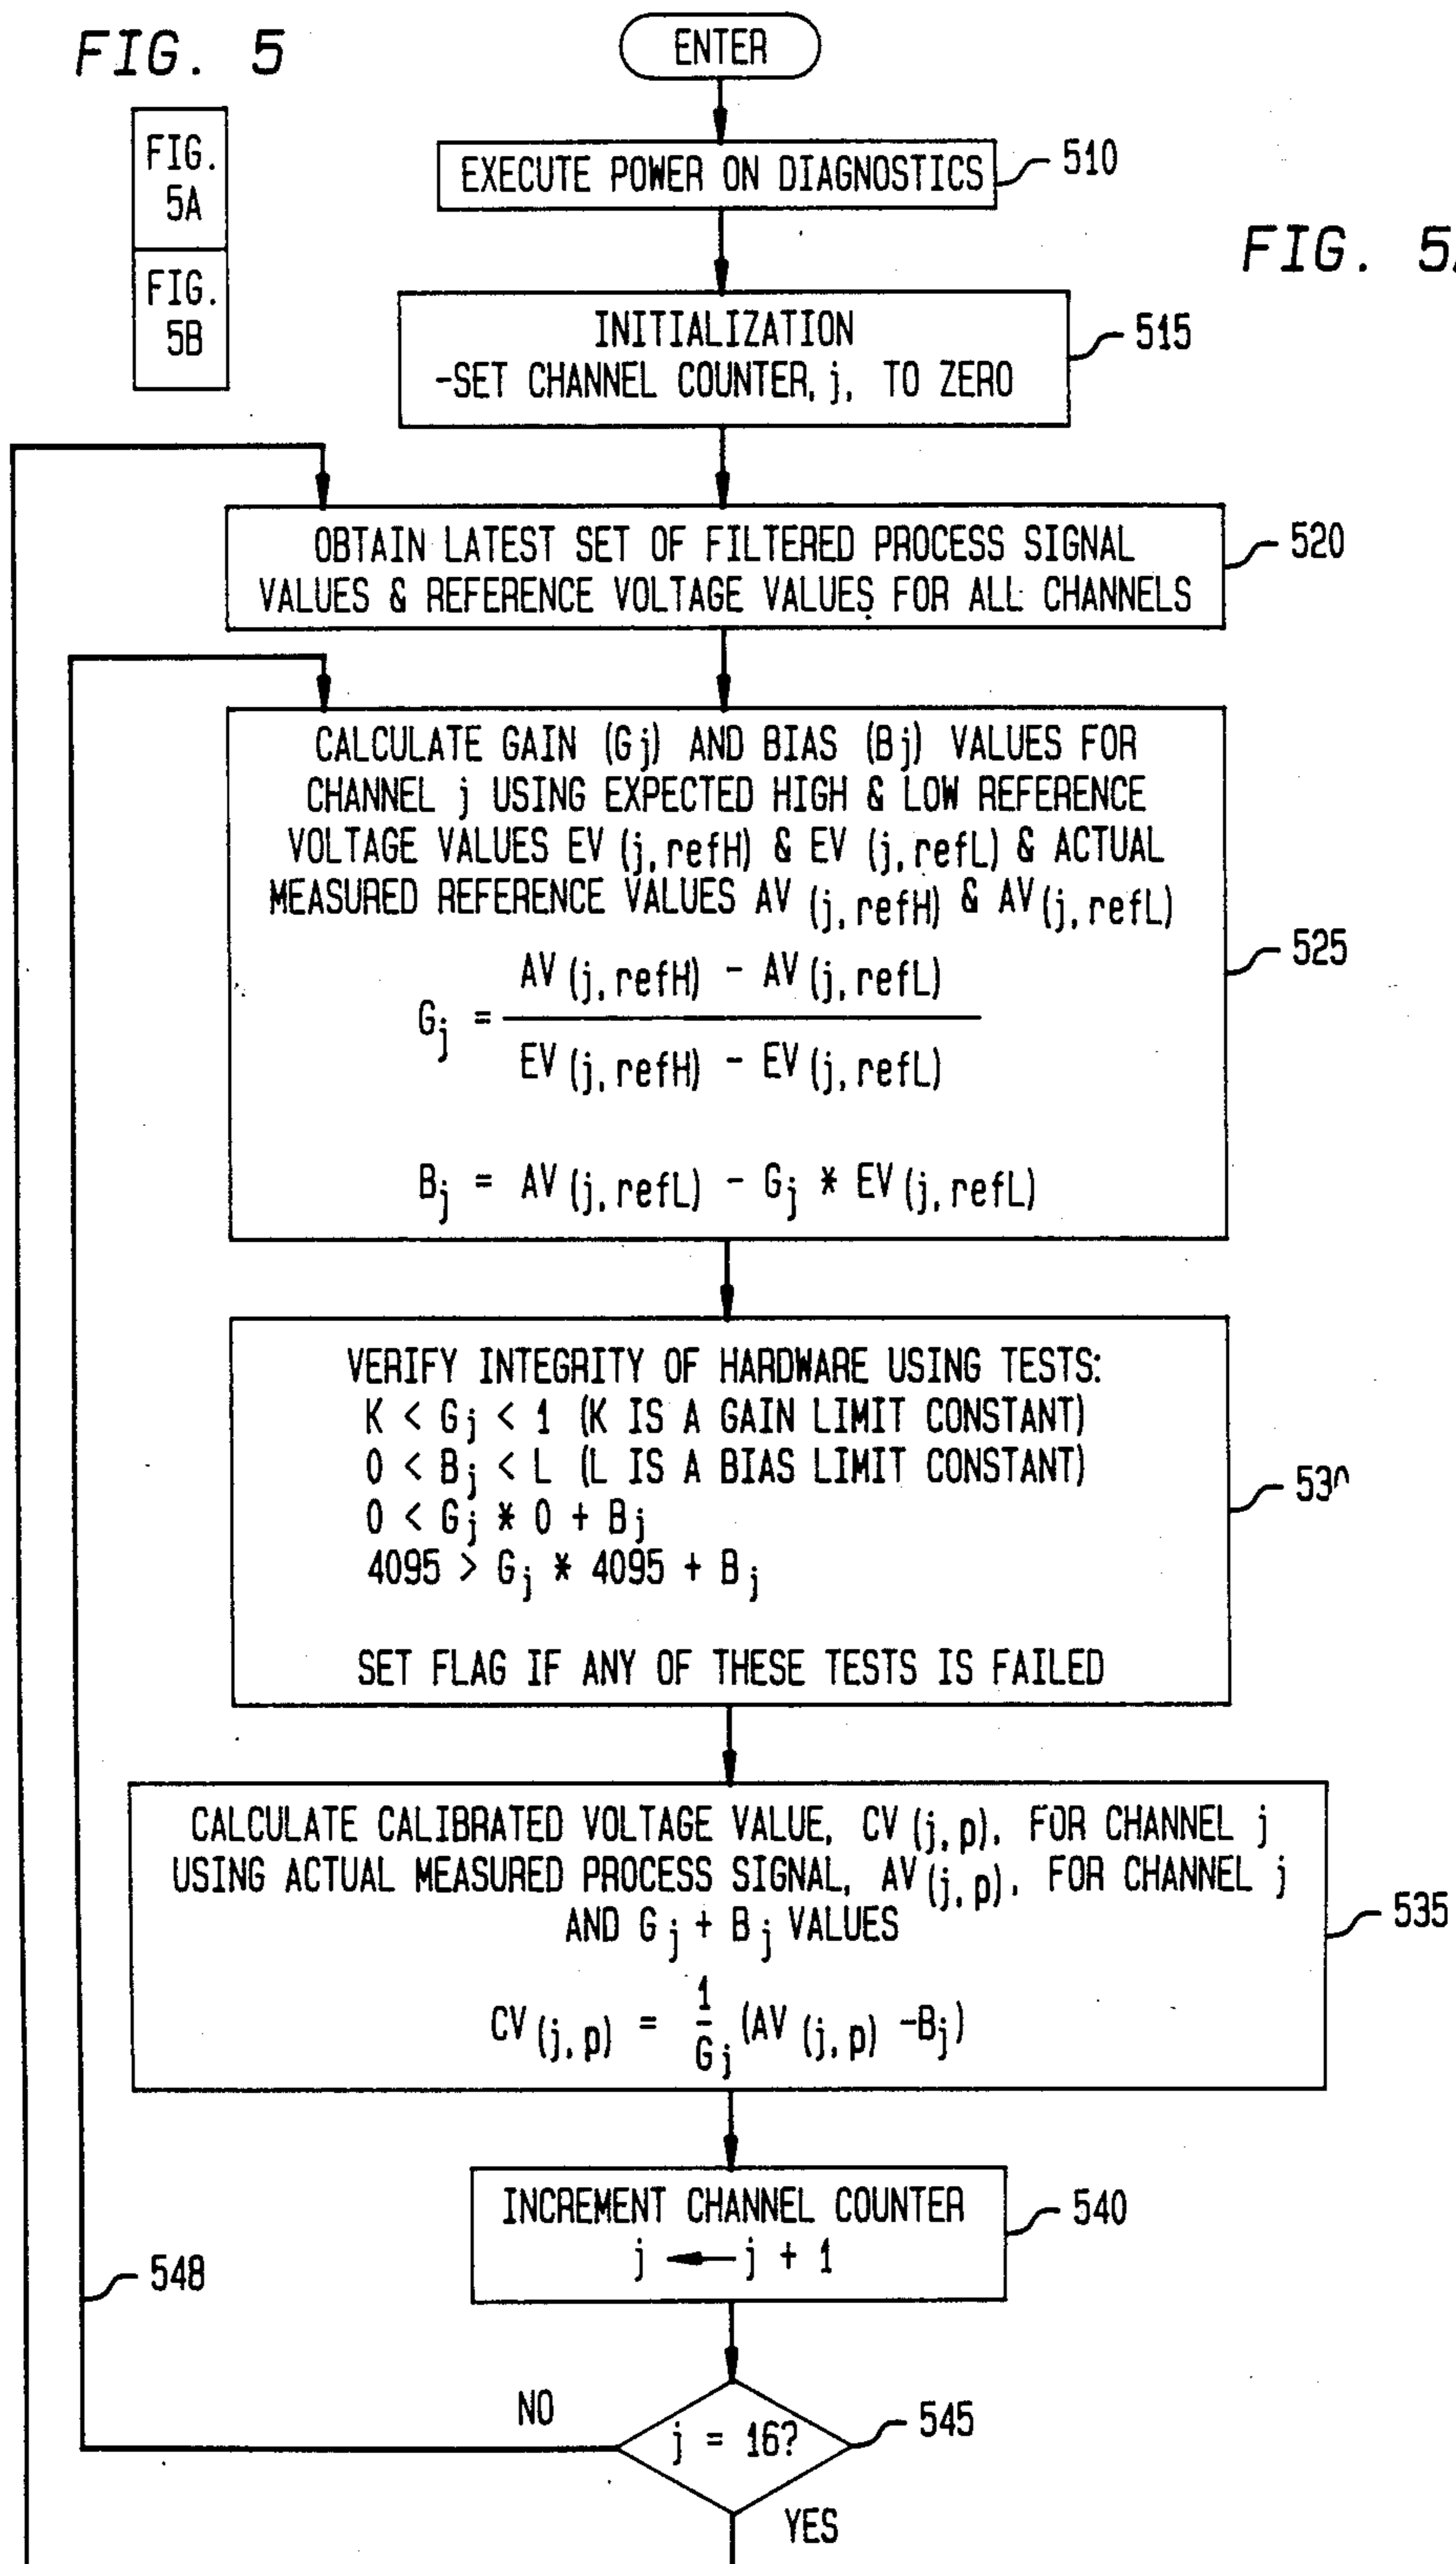 FIG. 5
FIG.
5A
FIG.
5B
ENTER
EXECUTE POWER ON DIAGNOSTICS
510
FIG. 5
INITIALIZATION
-SET CHANNEL COUNTER, j, TO ZERO
515
OBTAIN LATEST SET OF FILTERED PROCESS SIGNAL
VALUES & REFERENCE VOLTAGE VALUES FOR ALL CHANNELS
520
CALCULATE GAIN (Gj) AND BIAS (Bj) VALUES FOR
CHANNEL j USING EXPECTED HIGH & LOW REFERENCE
VOLTAGE VALUES EV (j, refH) & EV (j, refL) & ACTUAL
MEASURED REFERENCE VALUES AV (j, refH) & AV (j, refL)
AV (j, refH) - AV (j, refL)
Gj =
EV (j, refH) - EV (j, refL)
Bj = AV (j, refL) - Gj * EV (j, refL)
525
VERIFY INTEGRITY OF HARDWARE USING TESTS:
K < Gj < 1 (K IS A GAIN LIMIT CONSTANT)
0 < Bj < L (L IS A BIAS LIMIT CONSTANT)
0 < Gj * 0 + Bj
4095 > Gj * 4095 + Bj
SET FLAG IF ANY OF THESE TESTS IS FAILED
530
CALCULATE CALIBRATED VOLTAGE VALUE, CV (j, p), FOR CHANNEL j
USING ACTUAL MEASURED PROCESS SIGNAL, AV (j, p), FOR CHANNEL j
AND Gj + Bj VALUES
CV (j, p) = 1/Gj (AV (j, p) -Bj)
535
INCREMENT CHANNEL COUNTER
j ← j + 1
540
548
NO
j = 16?
545
YES